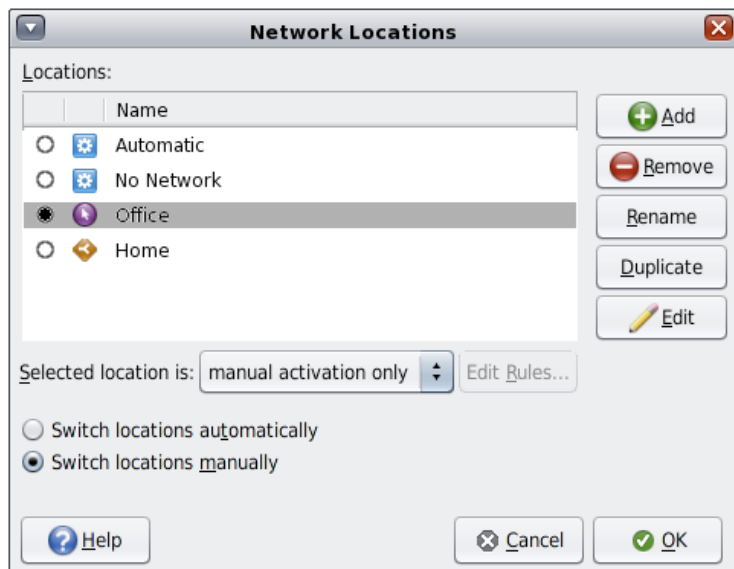 Network Locations
Locations:
Name
Automatic
No Network
Office
Home
Add
Remove
Rename
Duplicate
Edit
Selected location is: manual activation only Edit Rules...
Switch locations automatically
Switch locations manually
Help Cancel OK